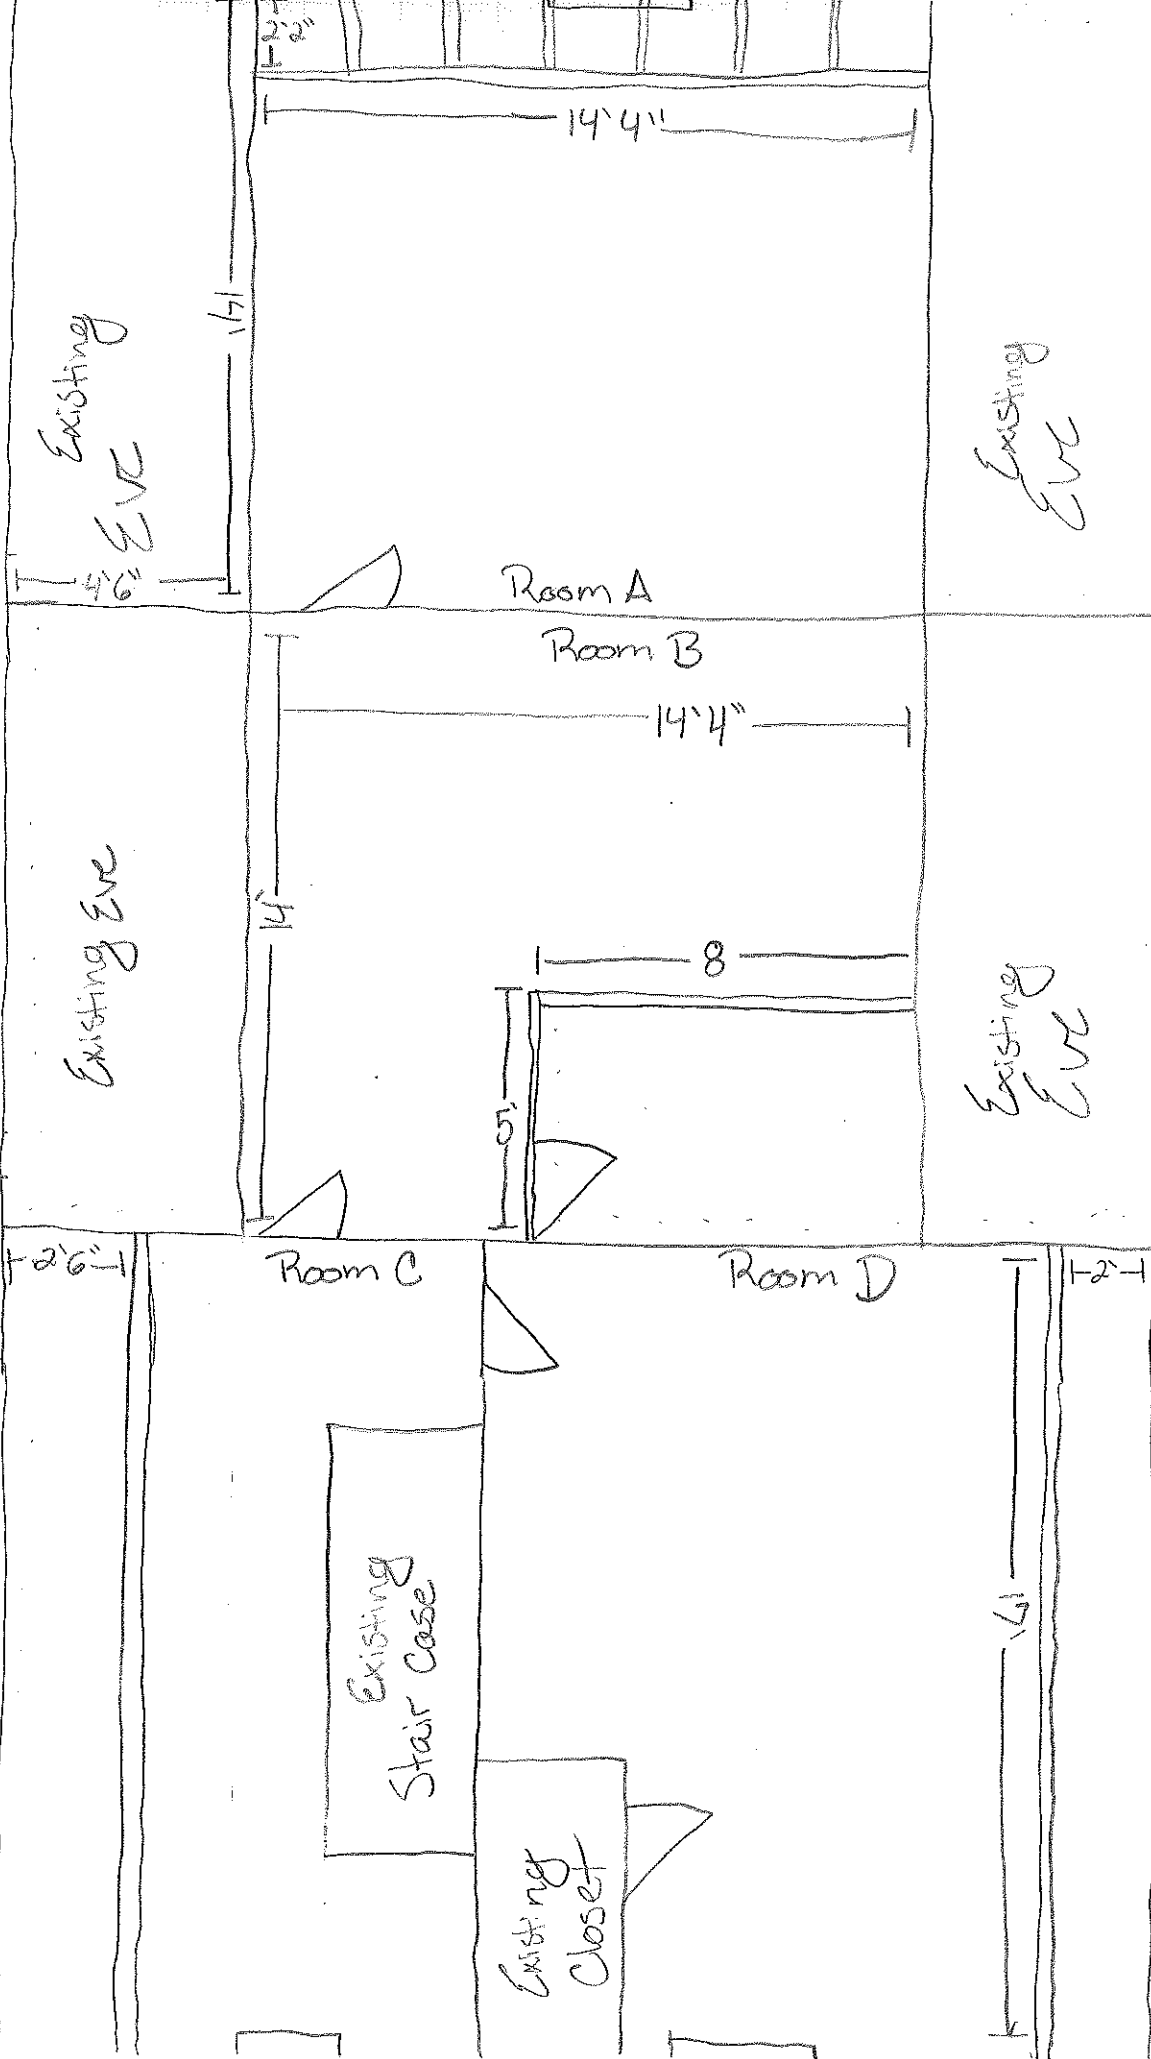 2'2"
14'4"
14'
Existing
Eve
Existing
Eve
4'6"
Room A
Room B
14'4"
14'
Existing Eve
8
5'
Existing
Eve
2'6"
Room C
Room D
2'
17'
Existing
Stair Case
Existing
Closet